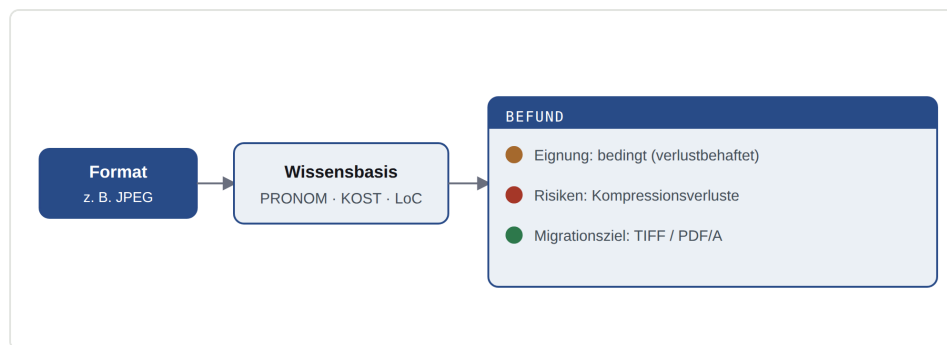 Format
z. B. JPEG
Wissensbasis
PRONOM · KOST · LoC
BEFUND
Eignung: bedingt (verlustbehaftet)
Risiken: Kompressionsverluste
Migrationsziel: TIFF / PDF/A